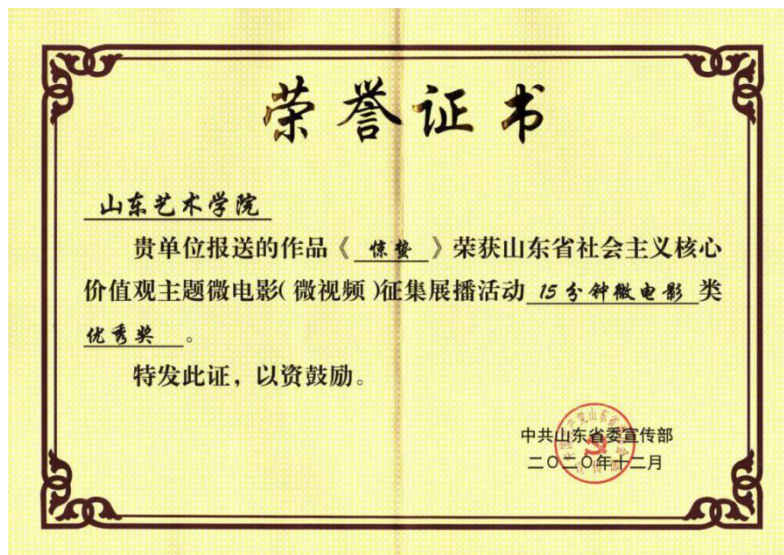 荣誉证书
山东艺术学院
贵单位报送的作品《惊蛰》荣获山东省社会主义核心
价值观主题微电影(微视频)征集展播活动15分钟微电影类
优秀奖。
特发此证，以资鼓励。
中共山东省委宣传部
二〇二〇年十二月